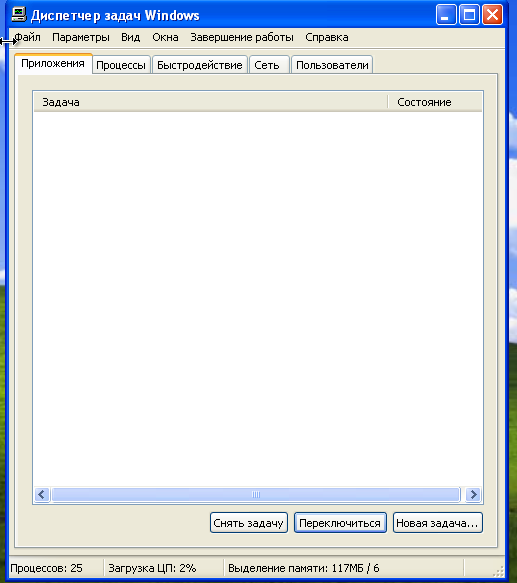 Диспетчер задач Windows
Файл Параметры Вид Окна Завершение работы Справка
Приложения Процессы Быстродействие Сеть Пользователи
Задача Состояние
Снять задачу Переключиться Новая задача...
Процессов: 25 Загрузка ЦП: 2% Выделение памяти: 117МБ / 6